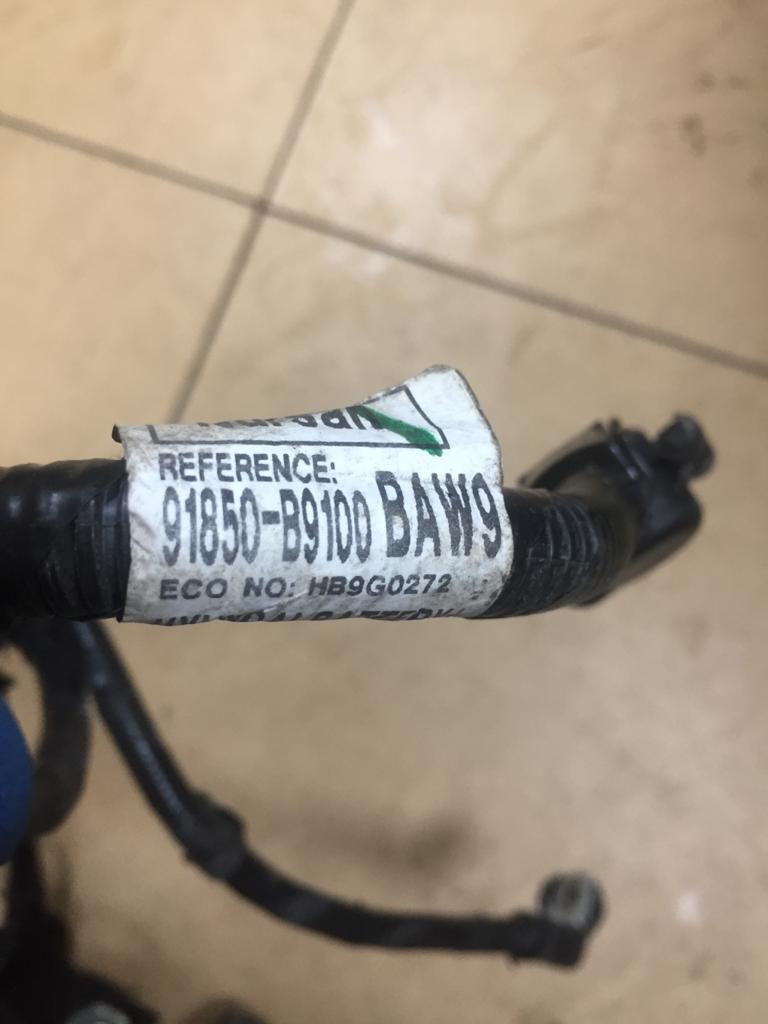 REFERENCE:
91850-B9100 BAW9
ECO NO: HB9G0272